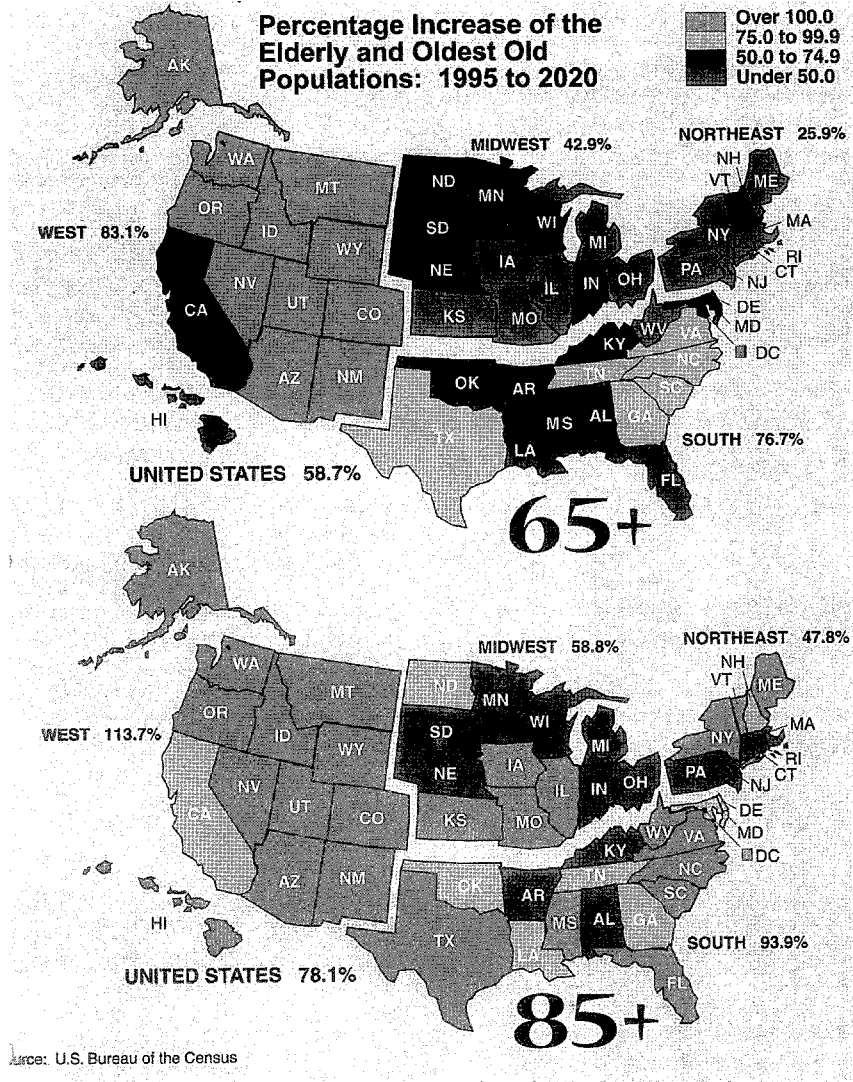 Percentage Increase of the
Elderly and Oldest Old
Populations: 1995 to 2020
Over 100.0
75.0 to 99.9
50.0 to 74.9
Under 50.0
AK
MIDWEST 42.9%
NORTHEAST 25.9%
WA
MT
ND
MN
NH
VT
ME
OR
ID
WY
SD
WI
MI
NY
MA
WEST 83.1%
RI
CT
NV
UT
CO
NE
IA
IL
IN
OH
PA
NJ
CA
KS
MO
WV
VA
DE
MD
DC
KY
NC
TN
SC
AZ
NM
OK
AR
HI
TX
MS
AL
GA
LA
SOUTH 76.7%
FL
UNITED STATES 58.7%
65+
AK
MIDWEST 58.8%
NORTHEAST 47.8%
WA
MT
ND
MN
NH
VT
ME
OR
ID
WY
SD
WI
MI
NY
MA
WEST 113.7%
RI
CT
NV
UT
CO
NE
IA
IL
IN
OH
PA
NJ
CA
KS
MO
WV
VA
DE
MD
DC
KY
NC
TN
SC
AZ
NM
OK
AR
HI
TX
MS
AL
GA
LA
SOUTH 93.9%
FL
UNITED STATES 78.1%
85+
urce: U.S. Bureau of the Census